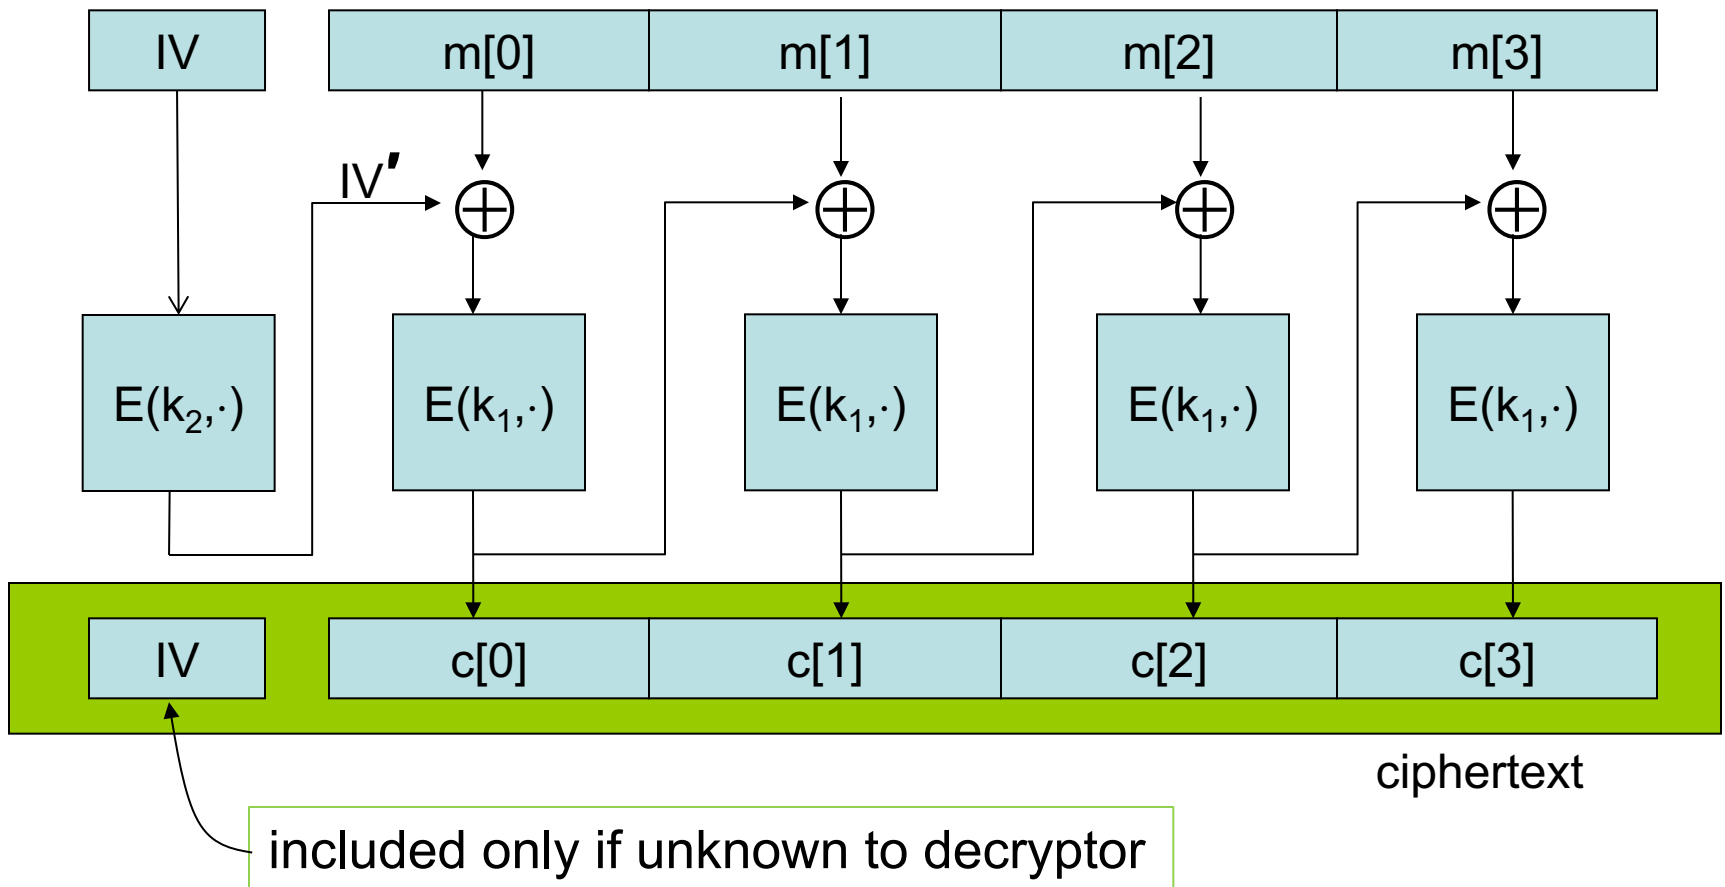 IV m[0] m[1] m[2] m[3]
IV′
E(k₂,·) E(k₁,·) E(k₁,·) E(k₁,·) E(k₁,·)
IV c[0] c[1] c[2] c[3]
ciphertext
included only if unknown to decryptor